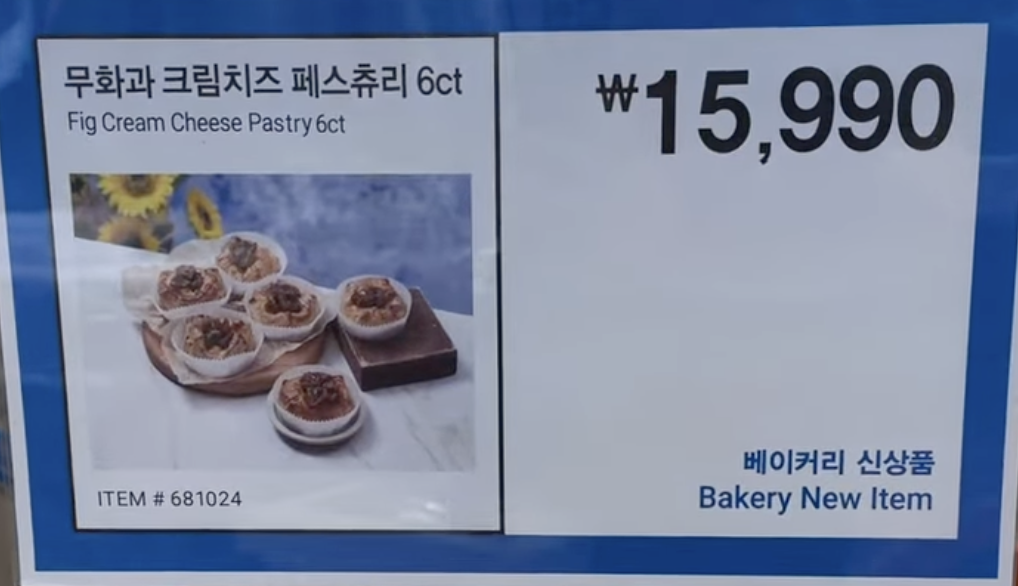 무화과 크림치즈 페스츄리 6ct
Fig Cream Cheese Pastry 6ct
ITEM # 681024
₩15,990
베이커리 신상품
Bakery New Item